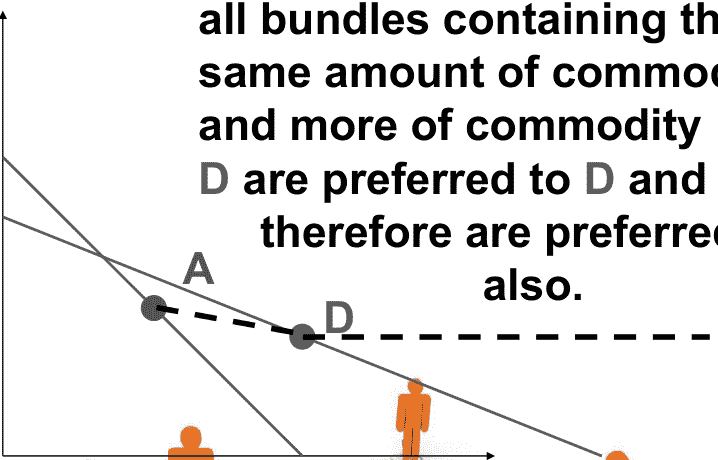 all bundles containing th
same amount of commod
and more of commodity
D are preferred to D and
therefore are preferred
also.
A
D